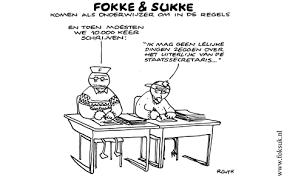 FOKKE & SUKKE
KOMEN ALS ONDERWIJZER OM IN DE REGELS
EN TOEN MOESTEN
WE 10.000 KEER
SCHRIJVEN:
"IK MAG GEEN LELIJKE
DINGEN ZEGGEN OVER
HET UITERLIJK VAN DE
STAATSSECRETARIS..."
RGvTR
www.foksuk.nl